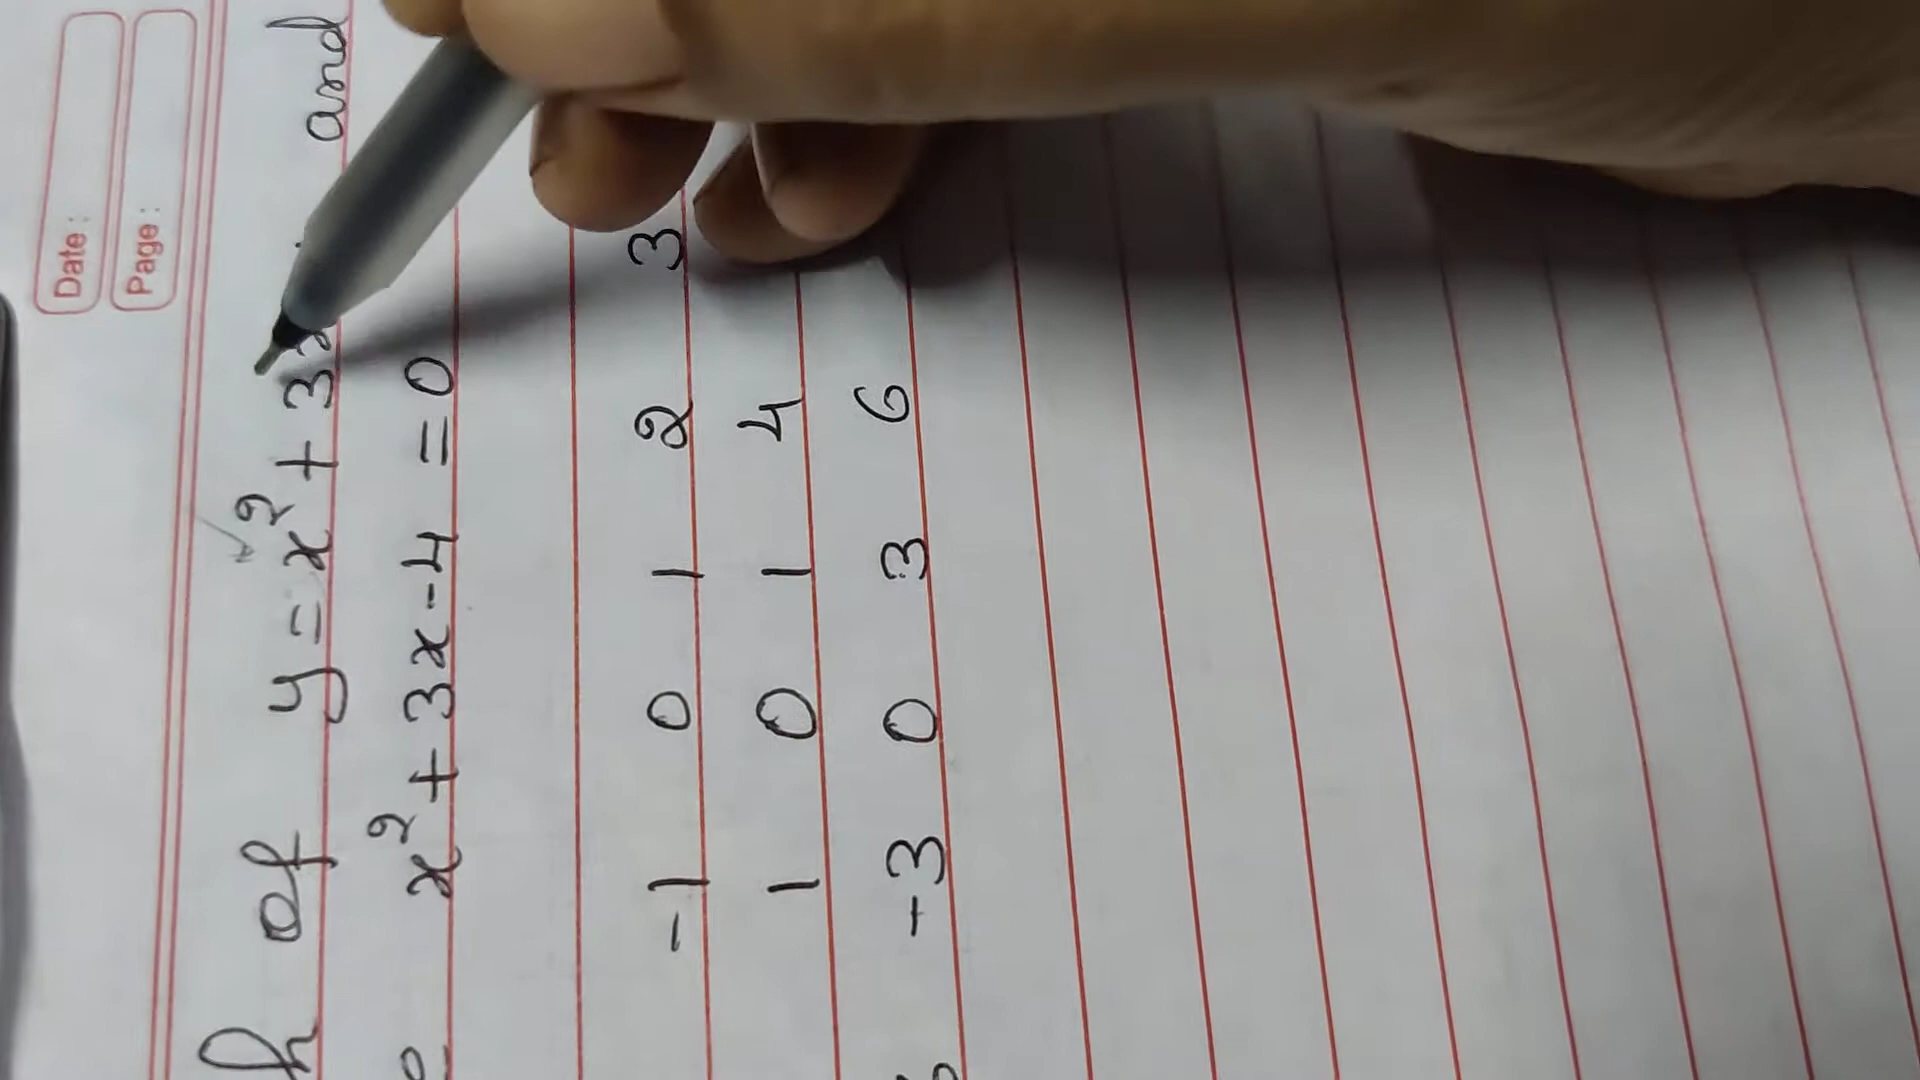 Date :
Page :
of y = x² + 3 and
x² + 3x - 4 = 0
-1 0 1 2 3
1 0 1 4
-3 0 3 6